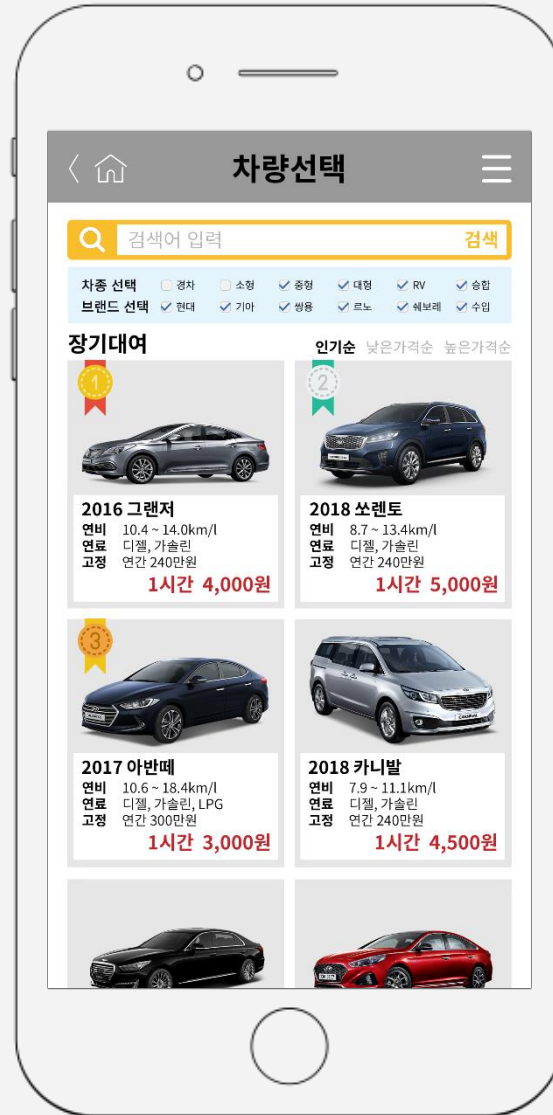 차량선택
검색어 입력 검색
차종 선택 경차 소형 중형 대형 RV 승합
브랜드 선택 현대 기아 쌍용 르노 쉐보레 수입
장기대여 인기순 낮은가격순 높은가격순
1
2
2016 그랜저
연비 10.4 ~ 14.0km/l
연료 디젤, 가솔린
고정 연간 240만원
1시간 4,000원
2018 쏘렌토
연비 8.7 ~ 13.4km/l
연료 디젤, 가솔린
고정 연간 240만원
1시간 5,000원
3
2017 아반떼
연비 10.6 ~ 18.4km/l
연료 디젤, 가솔린, LPG
고정 연간 300만원
1시간 3,000원
CARNIVAL
2018 카니발
연비 7.9 ~ 11.1km/l
연료 디젤, 가솔린
고정 연간 240만원
1시간 4,500원